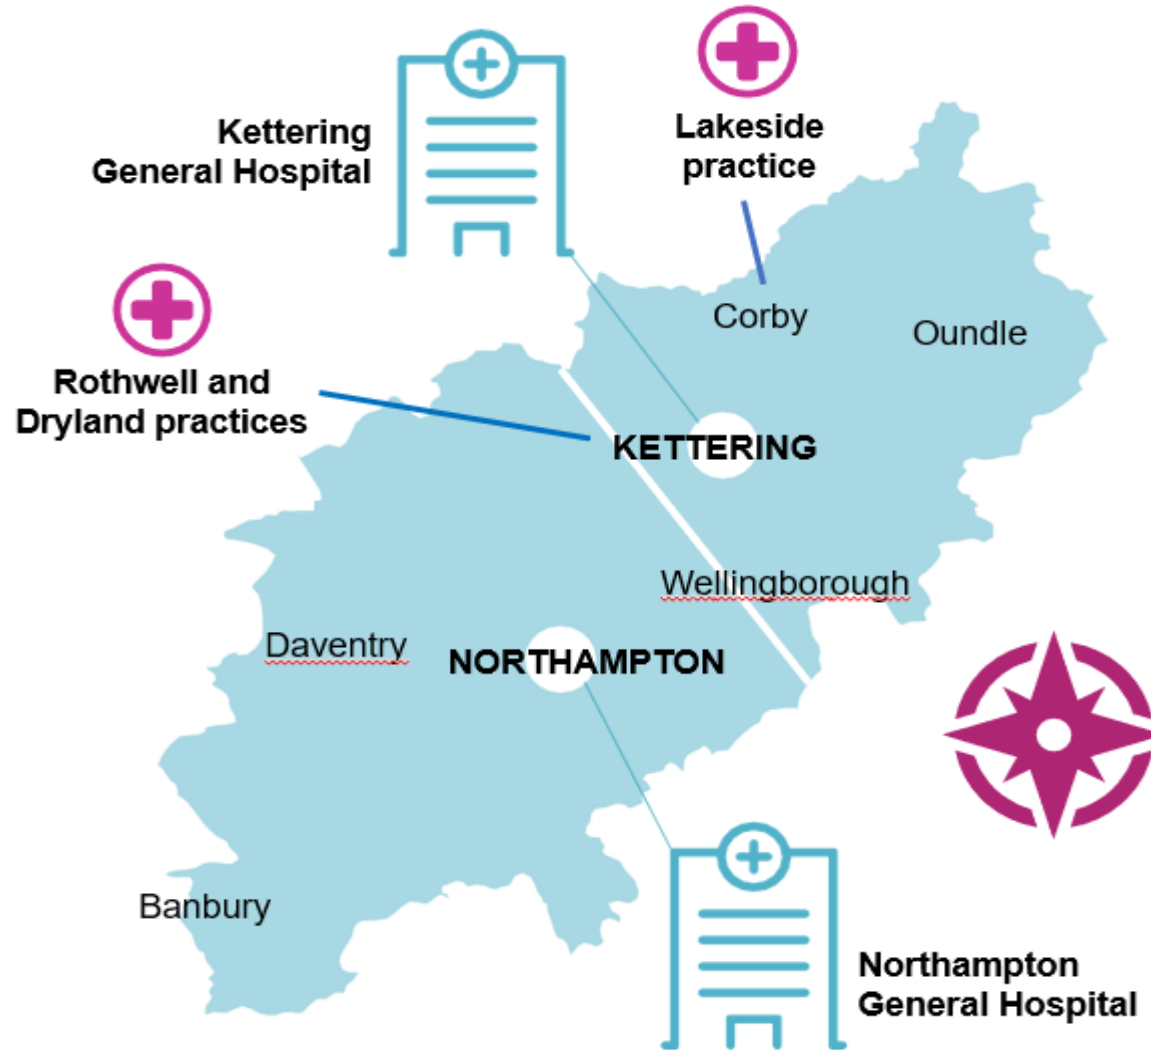 Kettering
General Hospital
Lakeside
practice
Rothwell and
Dryland practices
Corby
Oundle
KETTERING
Wellingborough
Daventry
NORTHAMPTON
Banbury
Northampton
General Hospital